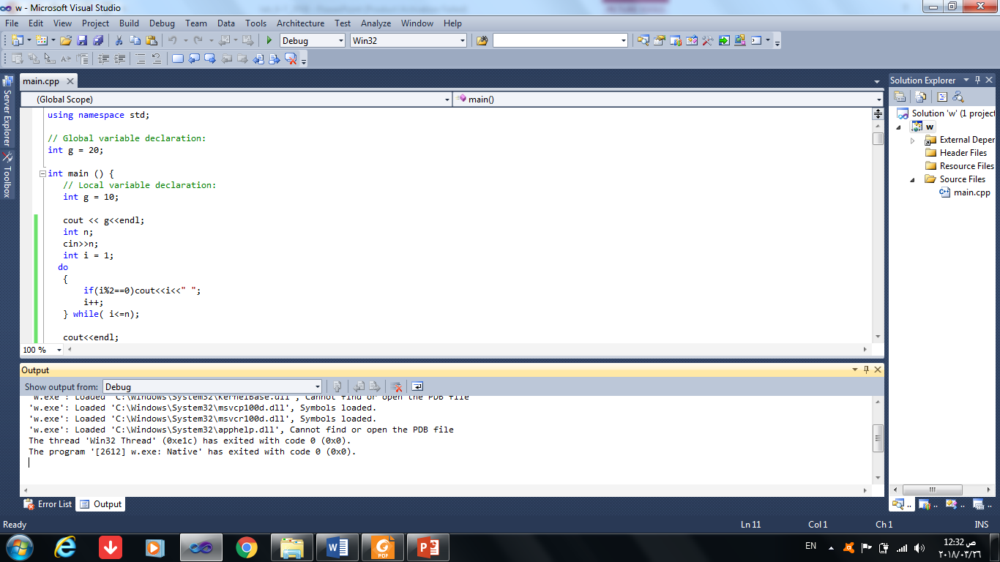 w - Microsoft Visual Studio
File Edit View Project Build Debug Team Data Tools Architecture Test Analyze Window Help
Debug Win32
main.cpp
(Global Scope) main()
using namespace std;
// Global variable declaration:
int g = 20;
int main () {
// Local variable declaration:
int g = 10;
cout << g<<endl;
int n;
cin>>n;
int i = 1;
do
{
if(i%2==0)cout<<i<<" ";
i++;
} while( i<=n);
cout<<endl;
100 %
Server Explorer
Toolbox
Solution Explorer
Solution 'w' (1 project
w
External Deper
Header Files
Resource Files
Source Files
main.cpp
Output
Show output from: Debug
'w.exe': Loaded 'C:\Windows\System32\KernelBase.dll', Cannot find or open the PDB file
'w.exe': Loaded 'C:\Windows\System32\msvcp100d.dll', Symbols loaded.
'w.exe': Loaded 'C:\Windows\System32\msvcr100d.dll', Symbols loaded.
'w.exe': Loaded 'C:\Windows\System32\apphelp.dll', Cannot find or open the PDB file
The thread 'Win32 Thread' (0xe1c) has exited with code 0 (0x0).
The program '[2612] w.exe: Native' has exited with code 0 (0x0).
Error List Output
Ready Ln 11 Col 1 Ch 1 INS
PDF
EN
12:32 ص
٢٠١٨/٠٣/٢٦